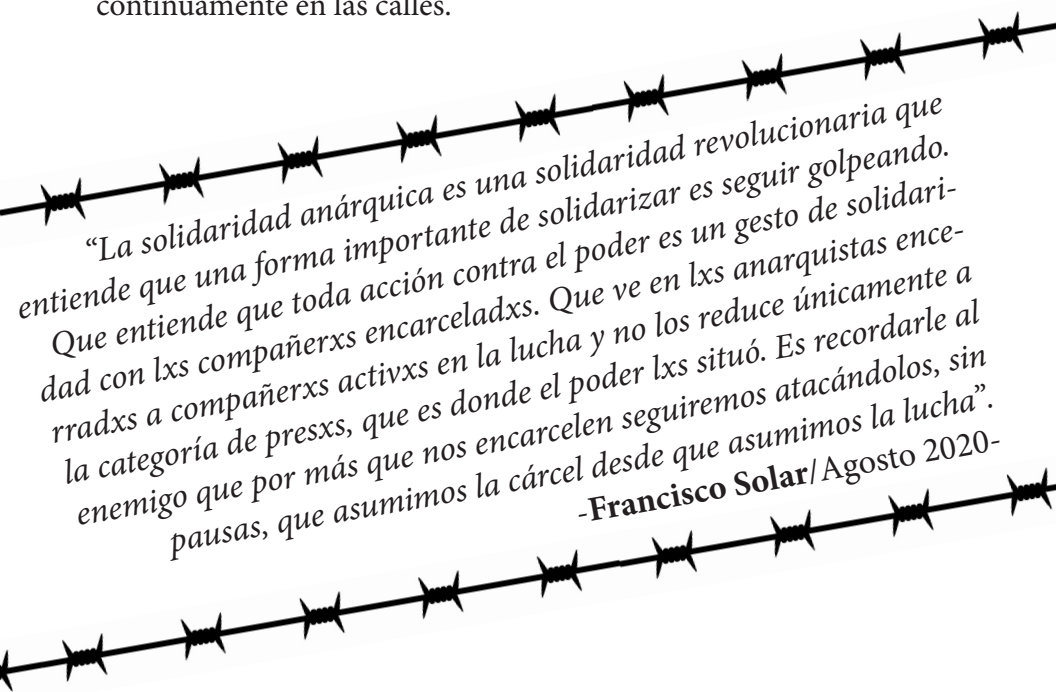 continuamente en las calles.
“La solidaridad anárquica es una solidaridad revolucionaria que
entiende que una forma importante de solidarizar es seguir golpeando.
Que entiende que toda acción contra el poder es un gesto de solidari-
dad con lxs compañerxs encarceladxs. Que ve en lxs anarquistas ence-
rradxs a compañerxs activxs en la lucha y no los reduce únicamente a
la categoría de presxs, que es donde el poder lxs situó. Es recordarle al
enemigo que por más que nos encarcelen seguiremos atacándolos, sin
pausas, que asumimos la cárcel desde que asumimos la lucha”.
-Francisco Solar/Agosto 2020-